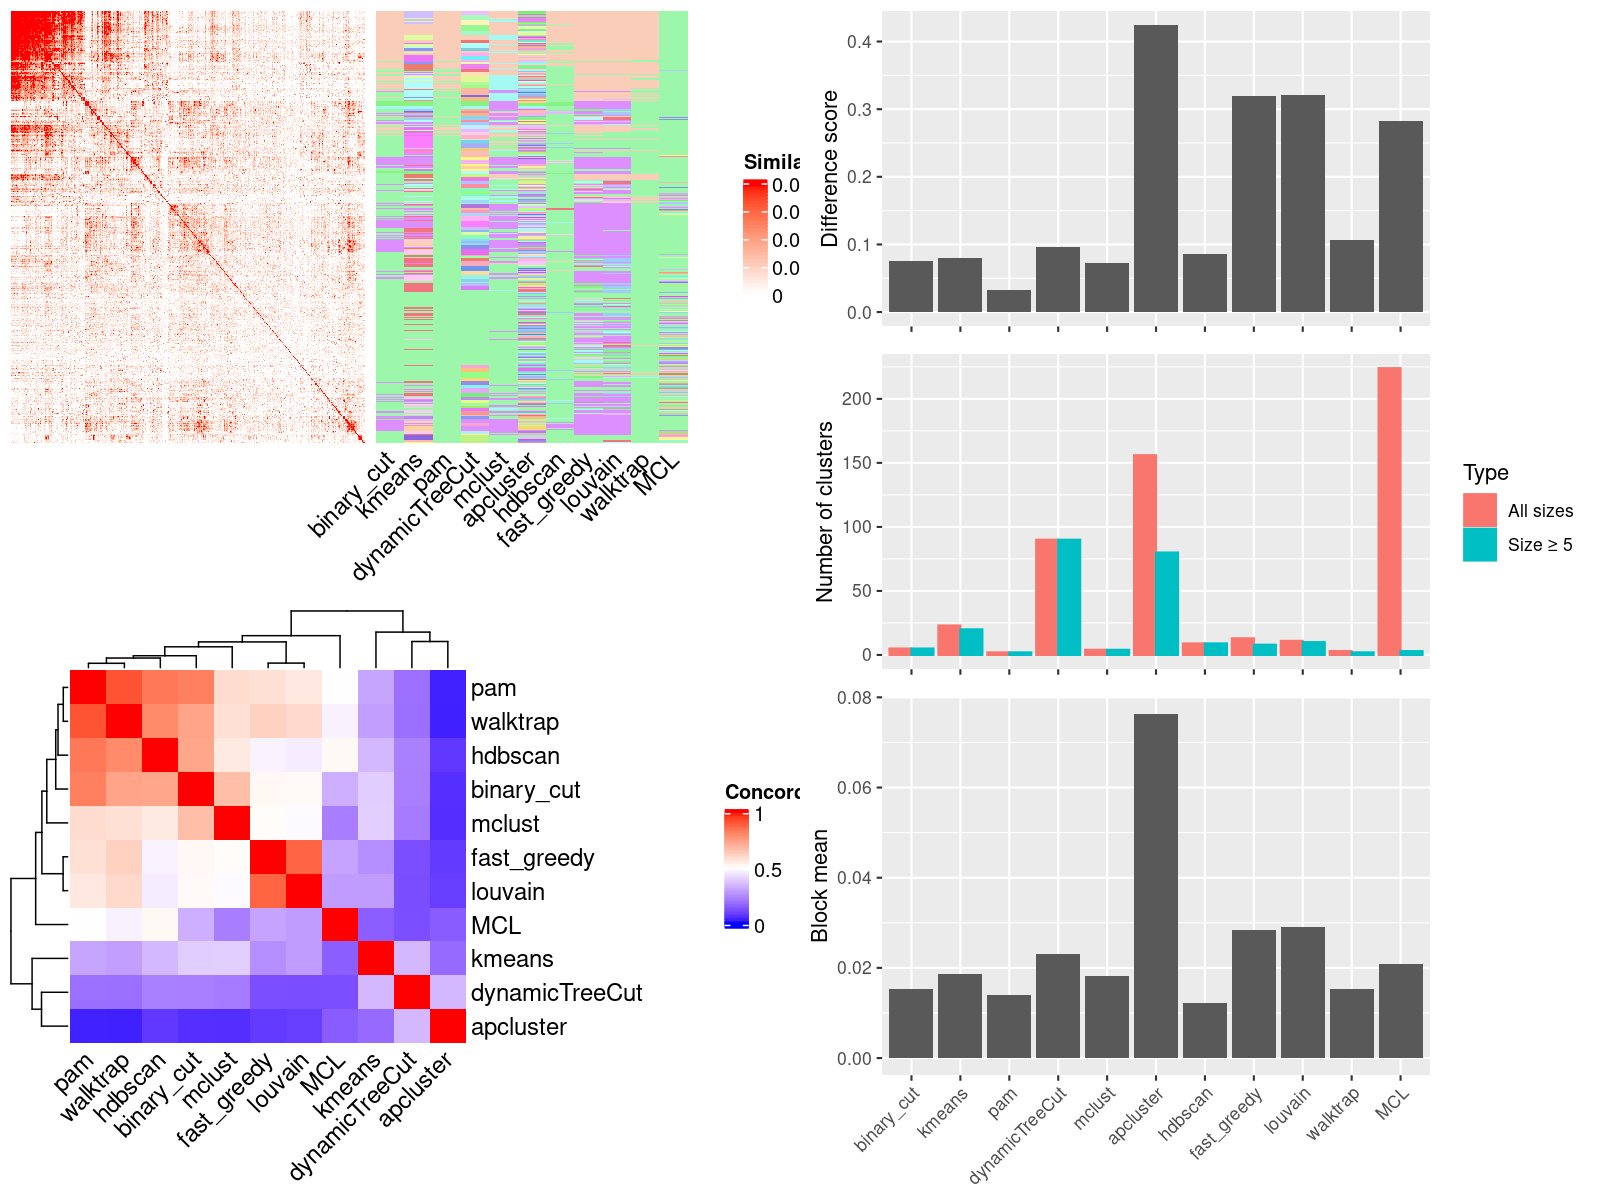 Simila
0.0
0.0
0.0
0.0
0
binary_cut
kmeans
pam
dynamicTreeCut
mclust
apcluster
hdbscan
fast_greedy
louvain
walktrap
MCL
pam
walktrap
hdbscan
binary_cut
mclust
fast_greedy
louvain
MCL
kmeans
dynamicTreeCut
apcluster
pam
walktrap
hdbscan
binary_cut
mclust
fast_greedy
louvain
MCL
kmeans
dynamicTreeCut
apcluster
Concord
1
0.5
0
Difference score
0.4
0.3
0.2
0.1
0.0
Number of clusters
200
150
100
50
0
Type
All sizes
Size ≥ 5
Block mean
0.08
0.06
0.04
0.02
0.00
binary_cut
kmeans
pam
dynamicTreeCut
mclust
apcluster
hdbscan
fast_greedy
louvain
walktrap
MCL